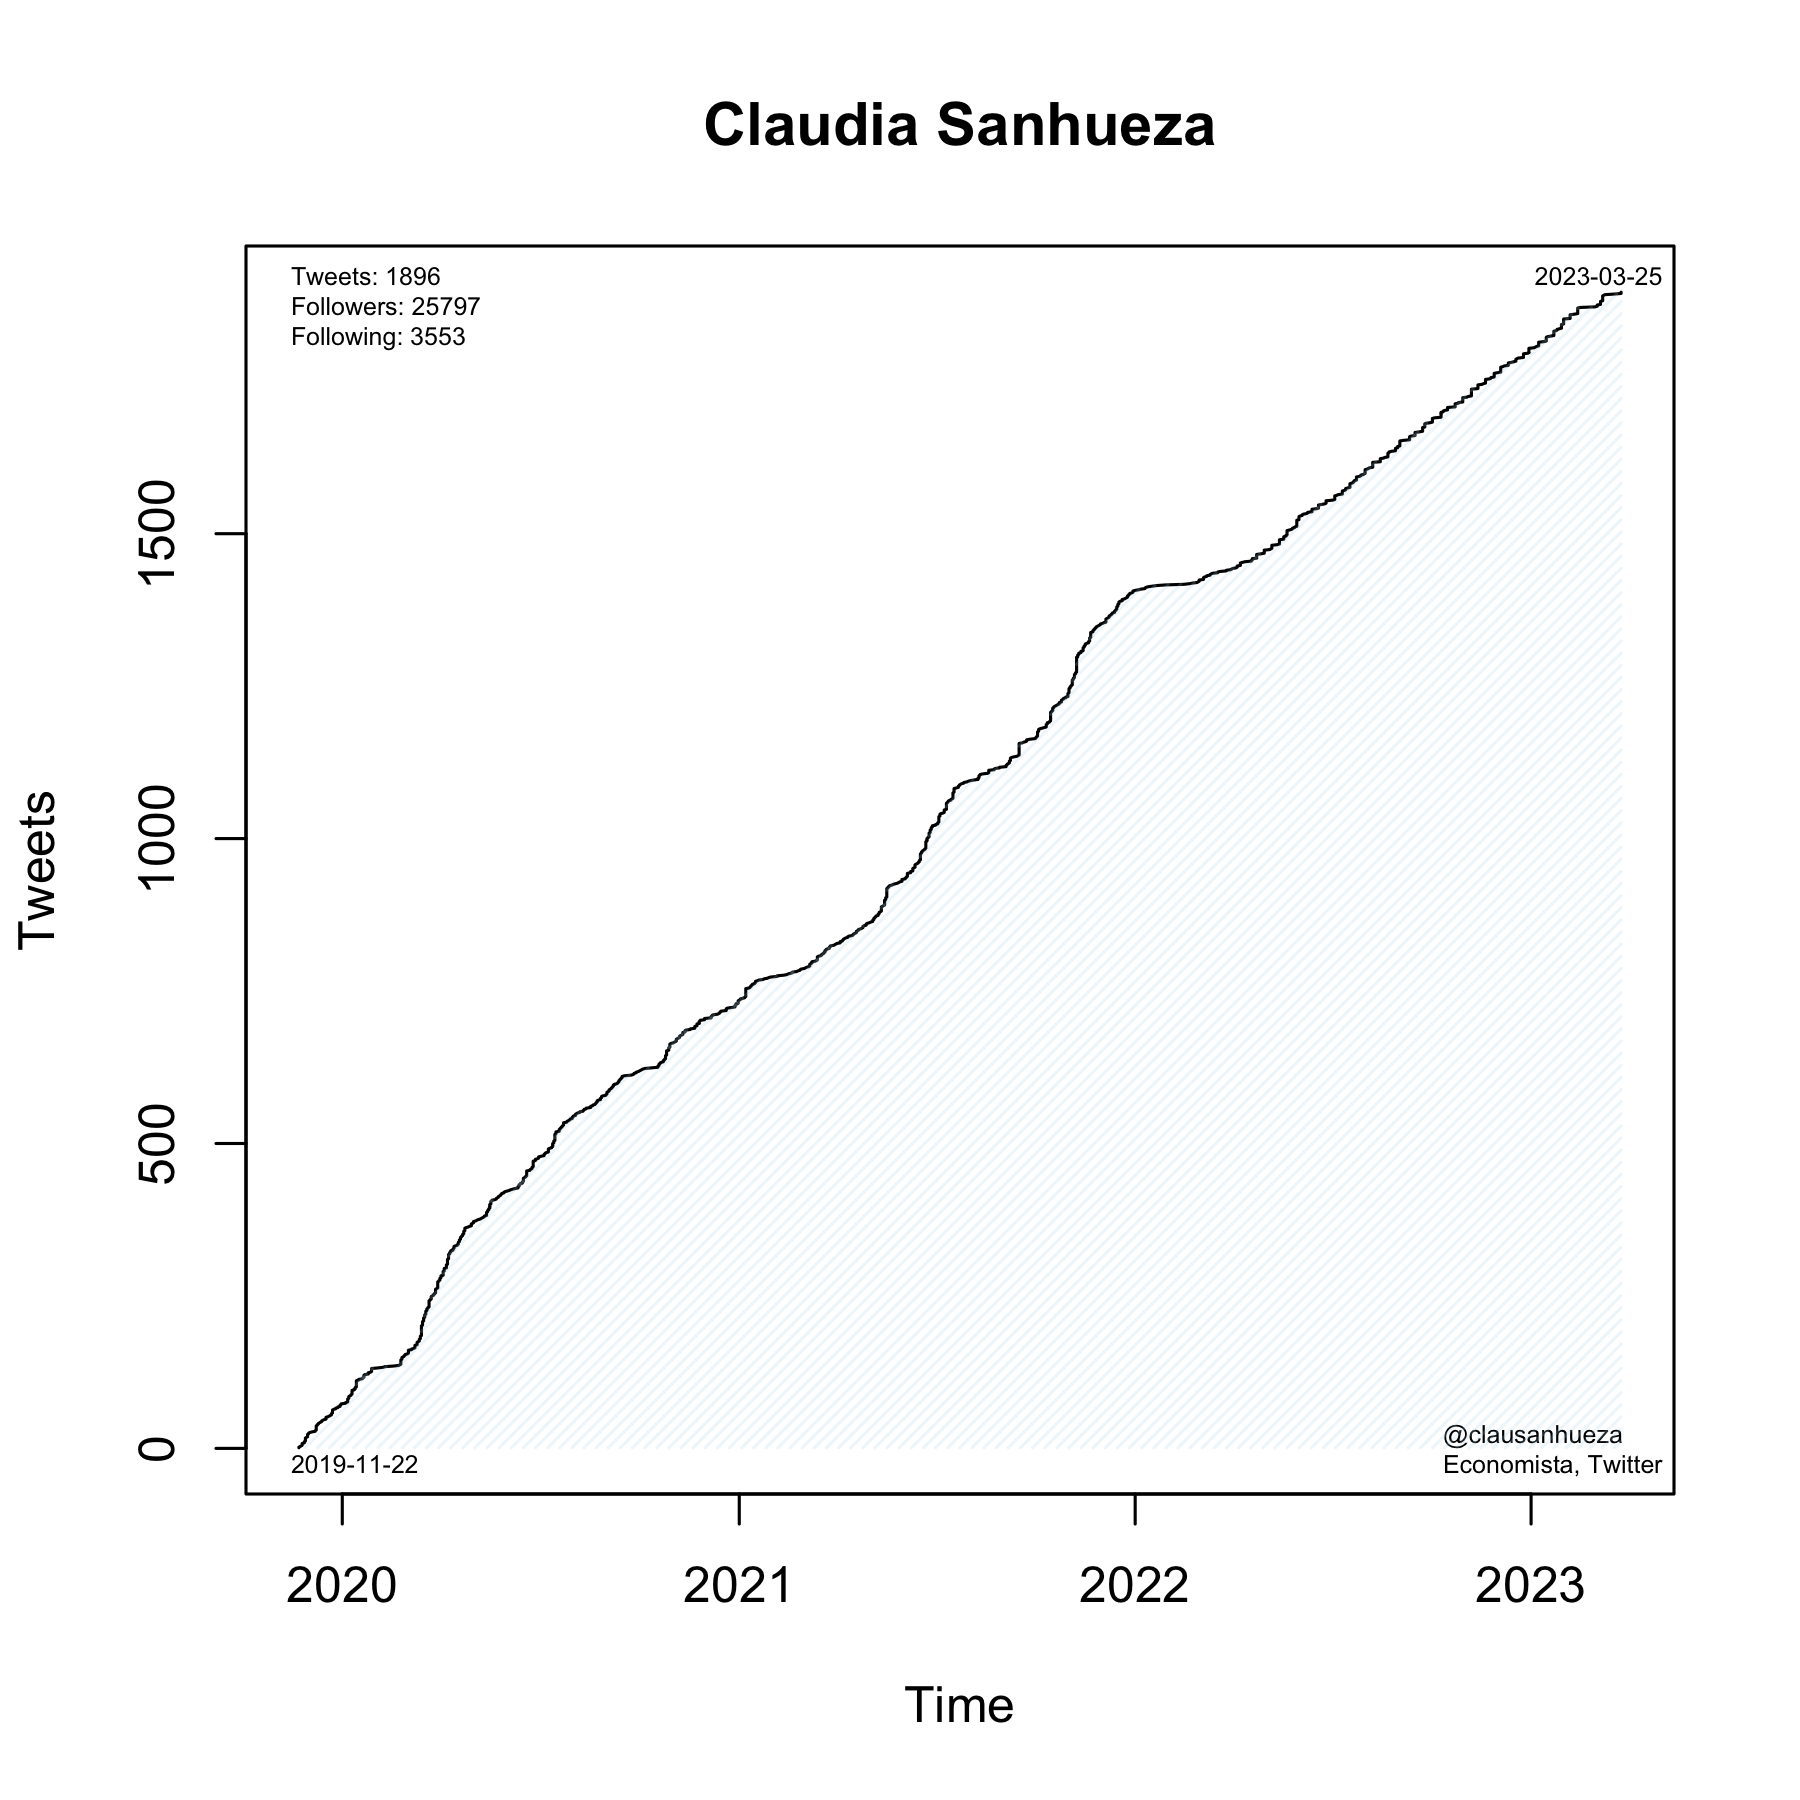 Claudia Sanhueza
Tweets: 1896
Followers: 25797
Following: 3553
2023-03-25
1500
1000
500
0
Tweets
@clausanhueza
Economista, Twitter
2019-11-22
2020
2021
2022
2023
Time